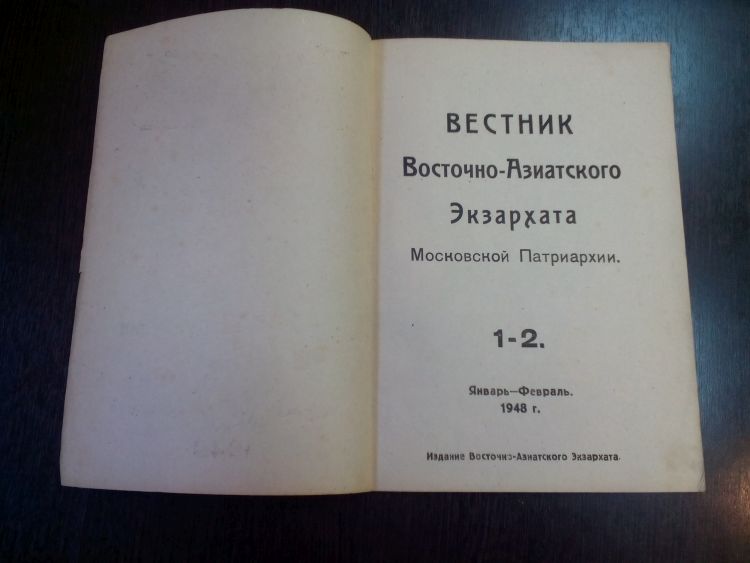 ВЕСТНИК
Восточно-Азиатского
Экзархата
Московской Патриархии.
1-2.
Январь—Февраль.
1948 г.
Издание Восточно-Азиатского Экзархата.